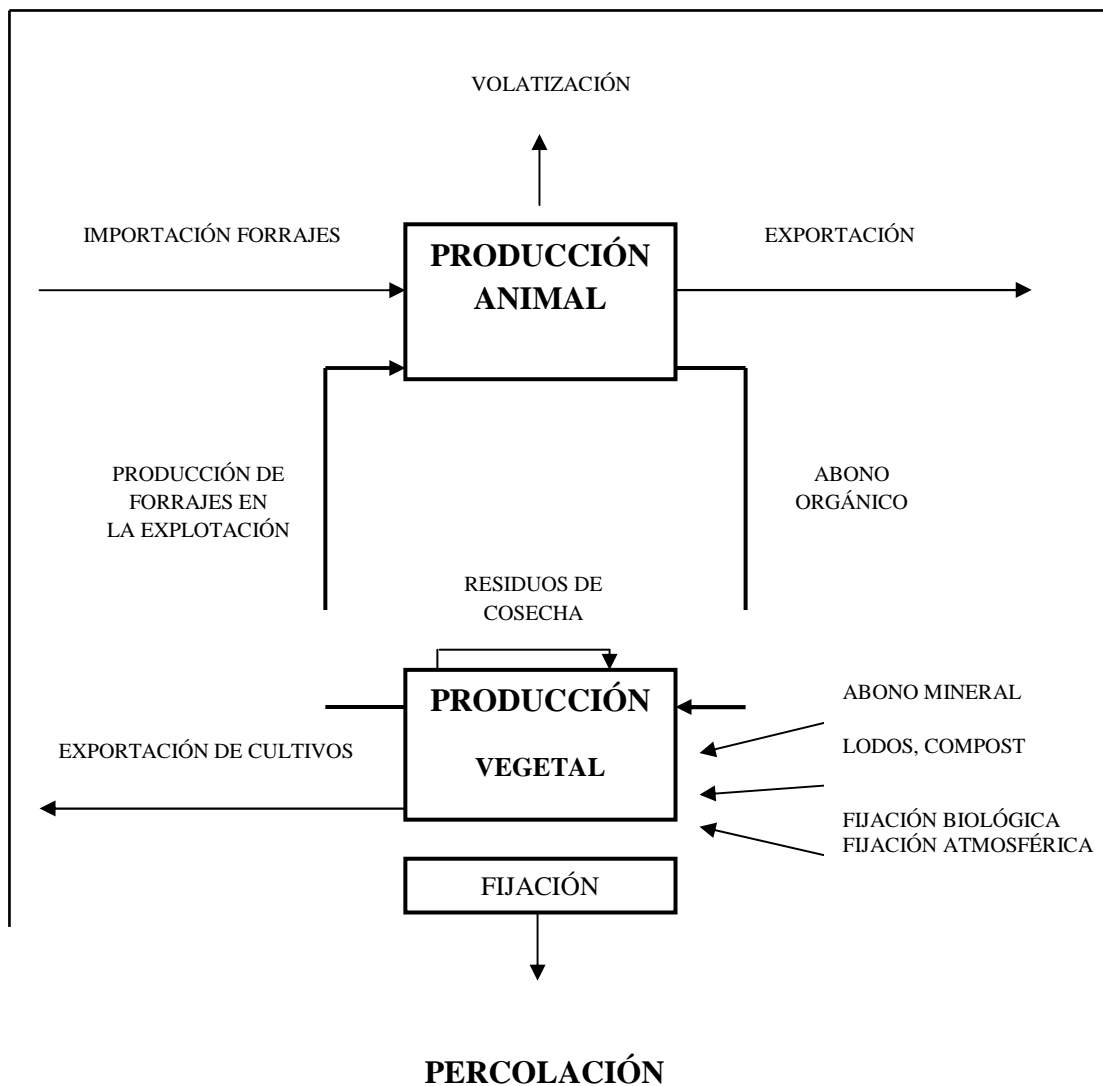 VOLATIZACIÓN
IMPORTACIÓN FORRAJES
EXPORTACIÓN
PRODUCCIÓN
ANIMAL
PRODUCCIÓN DE
FORRAJES EN
LA EXPLOTACIÓN
ABONO
ORGÁNICO
RESIDUOS DE
COSECHA
PRODUCCIÓN
VEGETAL
ABONO MINERAL
LODOS, COMPOST
EXPORTACIÓN DE CULTIVOS
FIJACIÓN BIOLÓGICA
FIJACIÓN ATMOSFÉRICA
FIJACIÓN
PERCOLACIÓN